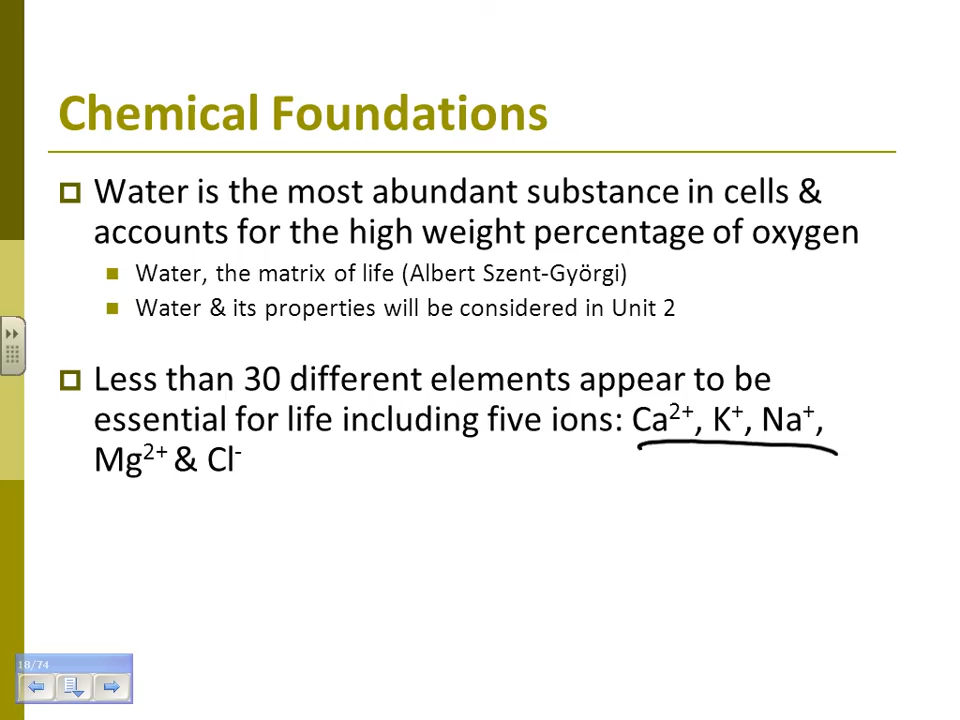 Chemical Foundations
Water is the most abundant substance in cells &
accounts for the high weight percentage of oxygen
Water, the matrix of life (Albert Szent-Györgi)
Water & its properties will be considered in Unit 2
Less than 30 different elements appear to be
essential for life including five ions: Ca²⁺, K⁺, Na⁺,
Mg²⁺ & Cl⁻
18/74